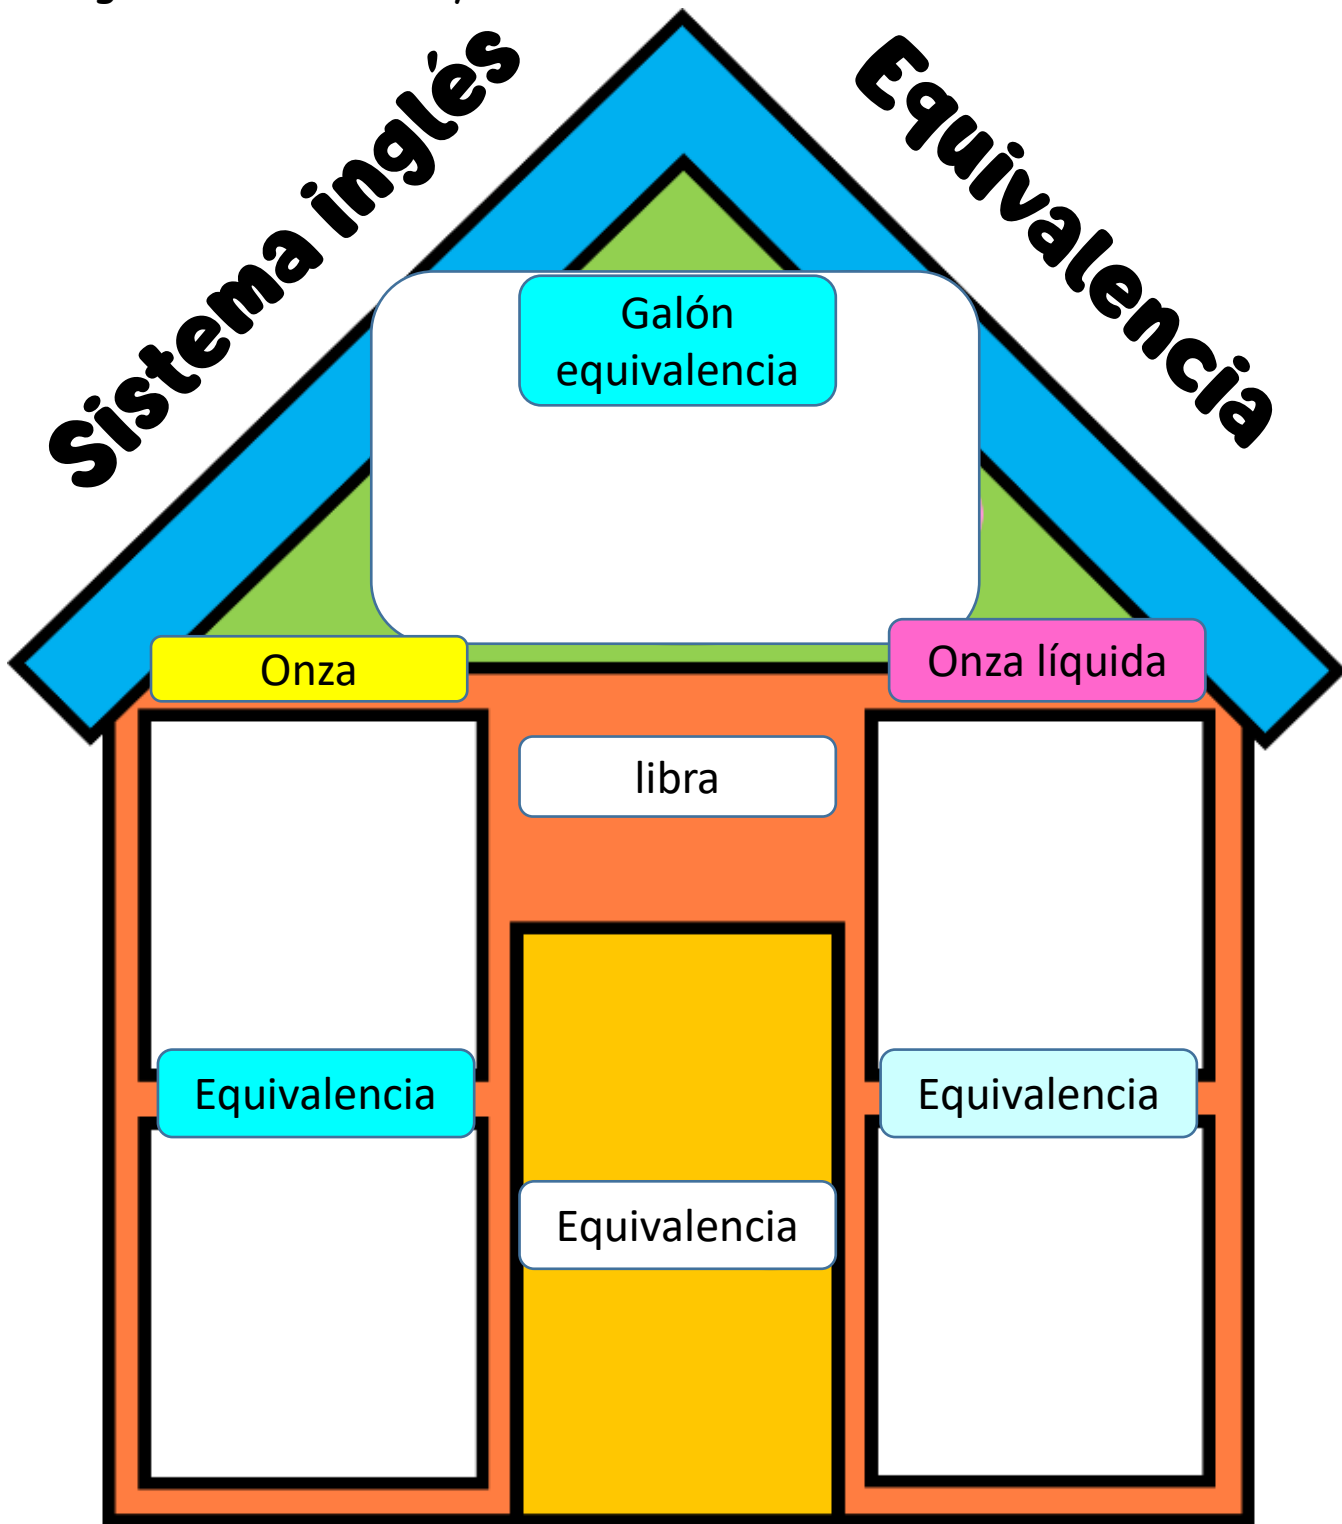 Sistema inglés
Equivalencia
Galón
equivalencia
Onza
Onza líquida
libra
Equivalencia
Equivalencia
Equivalencia